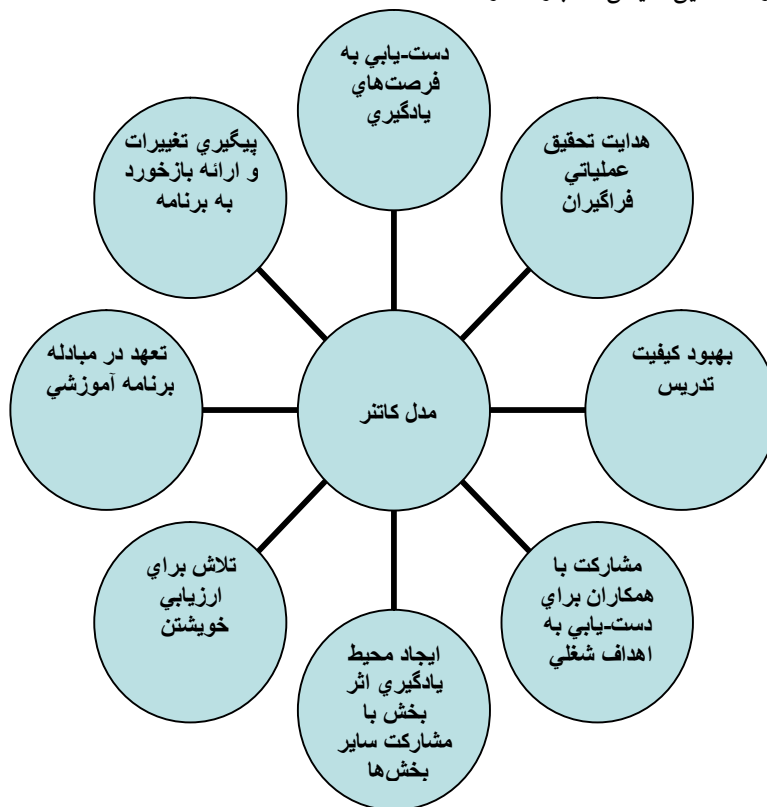 دست-يابي به
فرصت‌هاي
يادگيري
هدايت تحقيق
عملياتي
فراگيران
بهبود كيفيت
تدريس
مشاركت با
همكاران براي
دست-يابي به
اهداف شغلي
ايجاد محيط
يادگيري اثر
بخش با
مشاركت ساير
بخش‌ها
تلاش براي
ارزيابي
خويشتن
تعهد در مبادله
برنامه آموزشي
پيگيري تغييرات
و ارائه بازخورد
به برنامه
مدل كاتنر